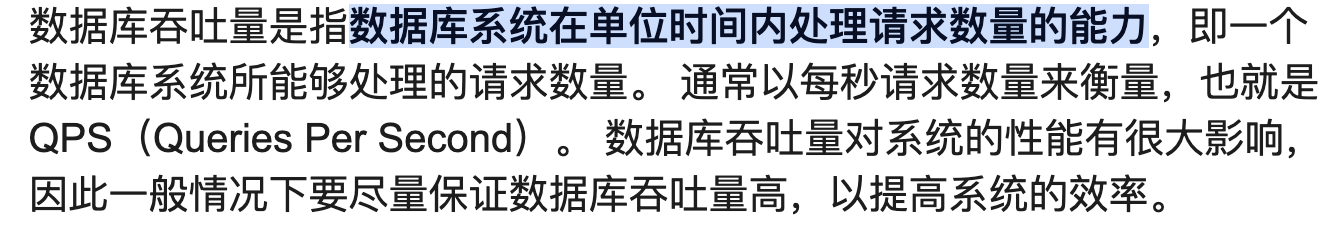 数据库吞吐量是指数据库系统在单位时间内处理请求数量的能力，即一个
数据库系统所能够处理的请求数量。 通常以每秒请求数量来衡量，也就是
QPS（Queries Per Second）。 数据库吞吐量对系统的性能有很大影响，
因此一般情况下要尽量保证数据库吞吐量高，以提高系统的效率。